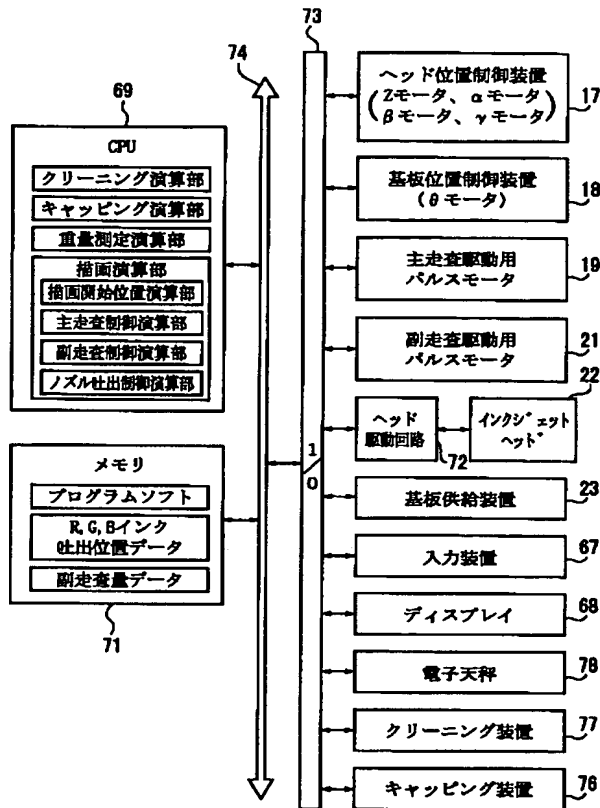 73
74
69
CPU
クリーニング演算部
キャッピング演算部
重量測定演算部
描画演算部
描画開始位置演算部
主走査制御演算部
副走査制御演算部
ノズル吐出制御演算部
メモリ
プログラムソフト
R,G,Bインク
吐出位置データ
副走査量データ
71
1/0
ヘッド位置制御装置
(Zモータ、αモータ
βモータ、γモータ)
17
基板位置制御装置
(θモータ)
18
主走査駆動用
パルスモータ
19
副走査駆動用
パルスモータ
21
22
ヘッド
駆動回路
72
インクジェット
ヘッド
基板供給装置
23
入力装置
67
ディスプレイ
68
電子天秤
78
クリーニング装置
77
キャッピング装置
76